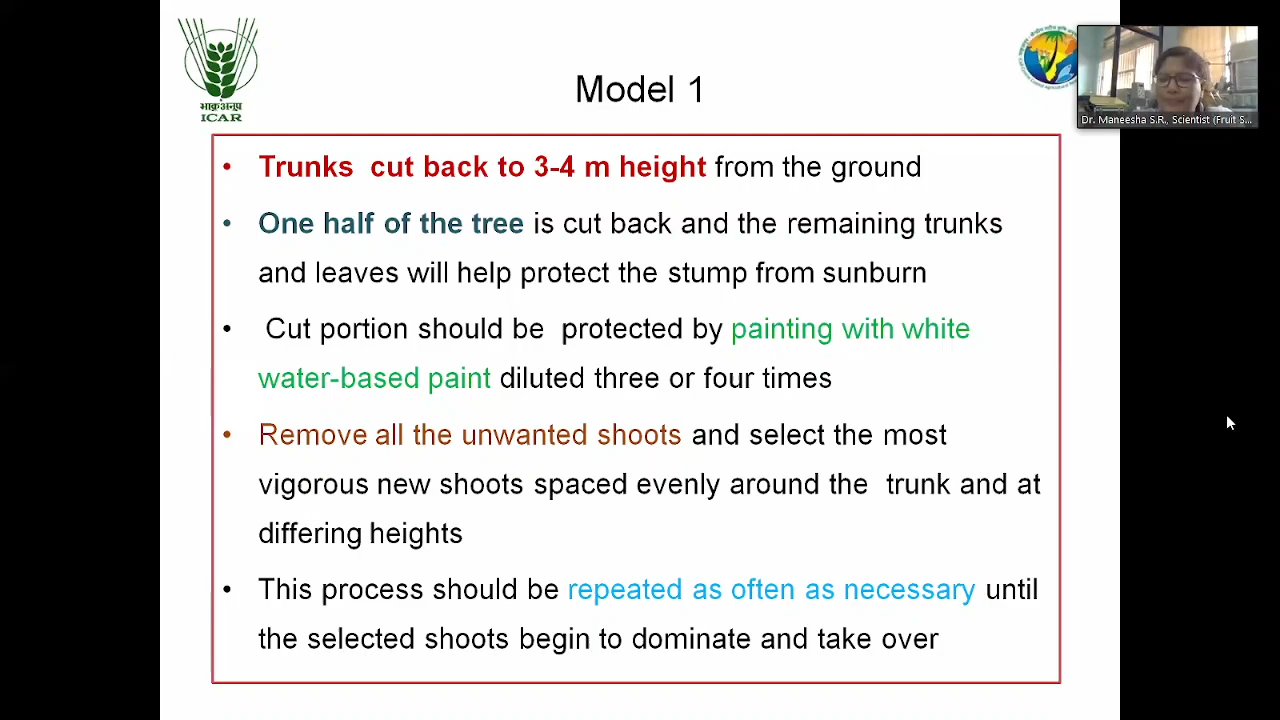 भाकृअनुप
ICAR
Model 1
Dr. Maneesha S.R., Scientist (Fruit S...
• Trunks cut back to 3-4 m height from the ground
• One half of the tree is cut back and the remaining trunks
and leaves will help protect the stump from sunburn
• Cut portion should be protected by painting with white
water-based paint diluted three or four times
• Remove all the unwanted shoots and select the most
vigorous new shoots spaced evenly around the trunk and at
differing heights
• This process should be repeated as often as necessary until
the selected shoots begin to dominate and take over